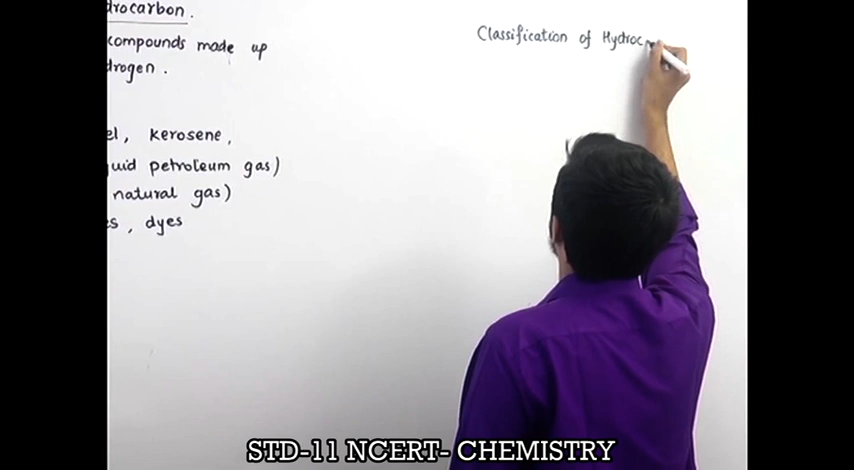 drocarbon.
compounds made up
drogen.
el, kerosene,
quid petroleum gas)
natural gas)
es, dyes
Classification of Hydroc
STD-11 NCERT- CHEMISTRY